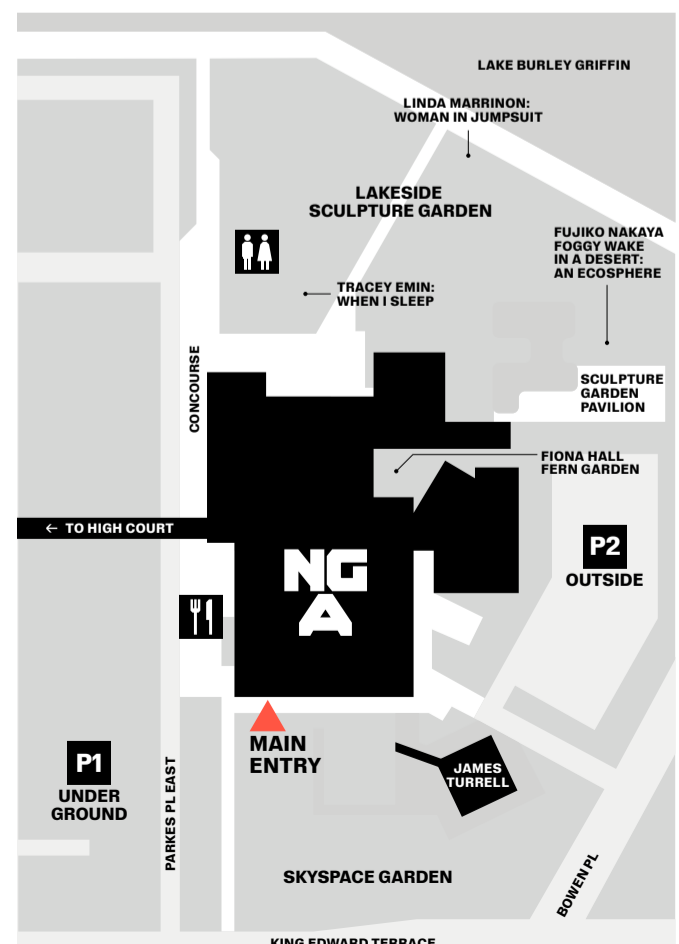 LAKE BURLEY GRIFFIN
LINDA MARRINON:
WOMAN IN JUMPSUIT
LAKESIDE
SCULPTURE GARDEN
FUJIKO NAKAYA
FOGGY WAKE
IN A DESERT:
AN ECOSPHERE
TRACEY EMIN:
WHEN I SLEEP
CONCOURSE
SCULPTURE
GARDEN
PAVILION
FIONA HALL
FERN GARDEN
← TO HIGH COURT
NG
A
P2
OUTSIDE
MAIN
ENTRY
P1
UNDER
GROUND
JAMES
TURRELL
PARKES PL EAST
SKYSPACE GARDEN
BOWEN PL
KING EDWARD TERRACE